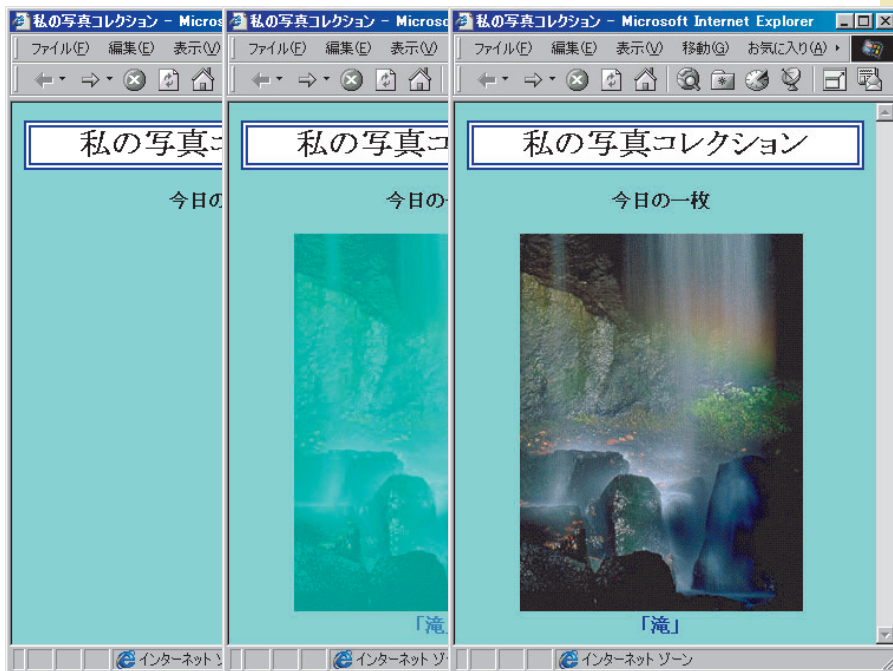 私の写真コレクション - Micros
ファイル(F) 編集(E) 表示(V)
私の写真コ
今日の
インターネット
私の写真コレクション - Microso
ファイル(F) 編集(E) 表示(V)
私の写真コ
今日の
「滝
インターネット ゾ
私の写真コレクション - Microsoft Internet Explorer
ファイル(F) 編集(E) 表示(V) 移動(G) お気に入り(A)
私の写真コレクション
今日の一枚
「滝」
インターネット ゾーン